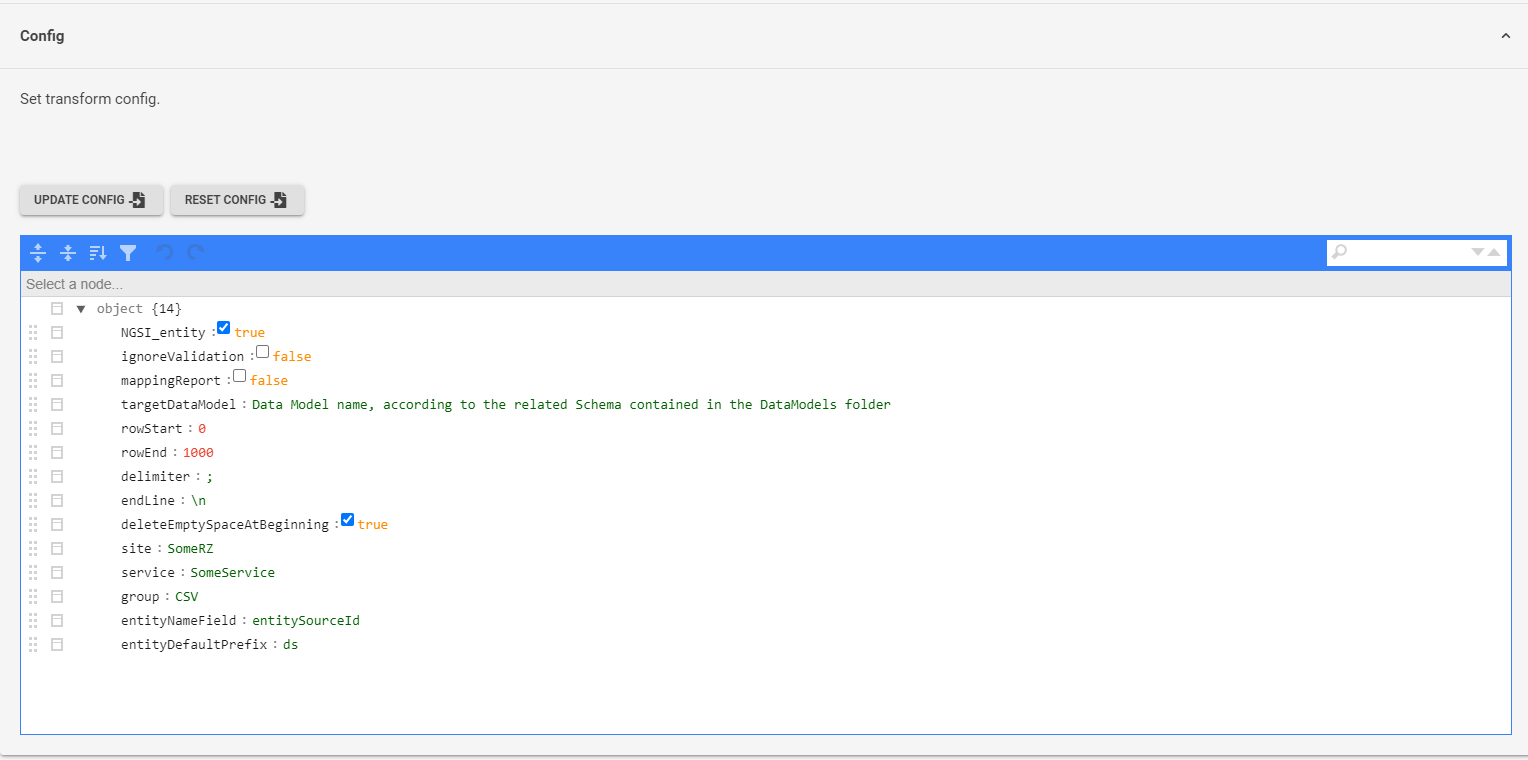 Config
Set transform config.
UPDATE CONFIG RESET CONFIG
Select a node...
object {14}
NGSI_entity : true
ignoreValidation : false
mappingReport : false
targetDataModel : Data Model name, according to the related Schema contained in the DataModels folder
rowStart : 0
rowEnd : 1000
delimiter : ;
endLine : \n
deleteEmptySpaceAtBeginning : true
site : SomeRZ
service : SomeService
group : CSV
entityNameField : entitySourceId
entityDefaultPrefix : ds